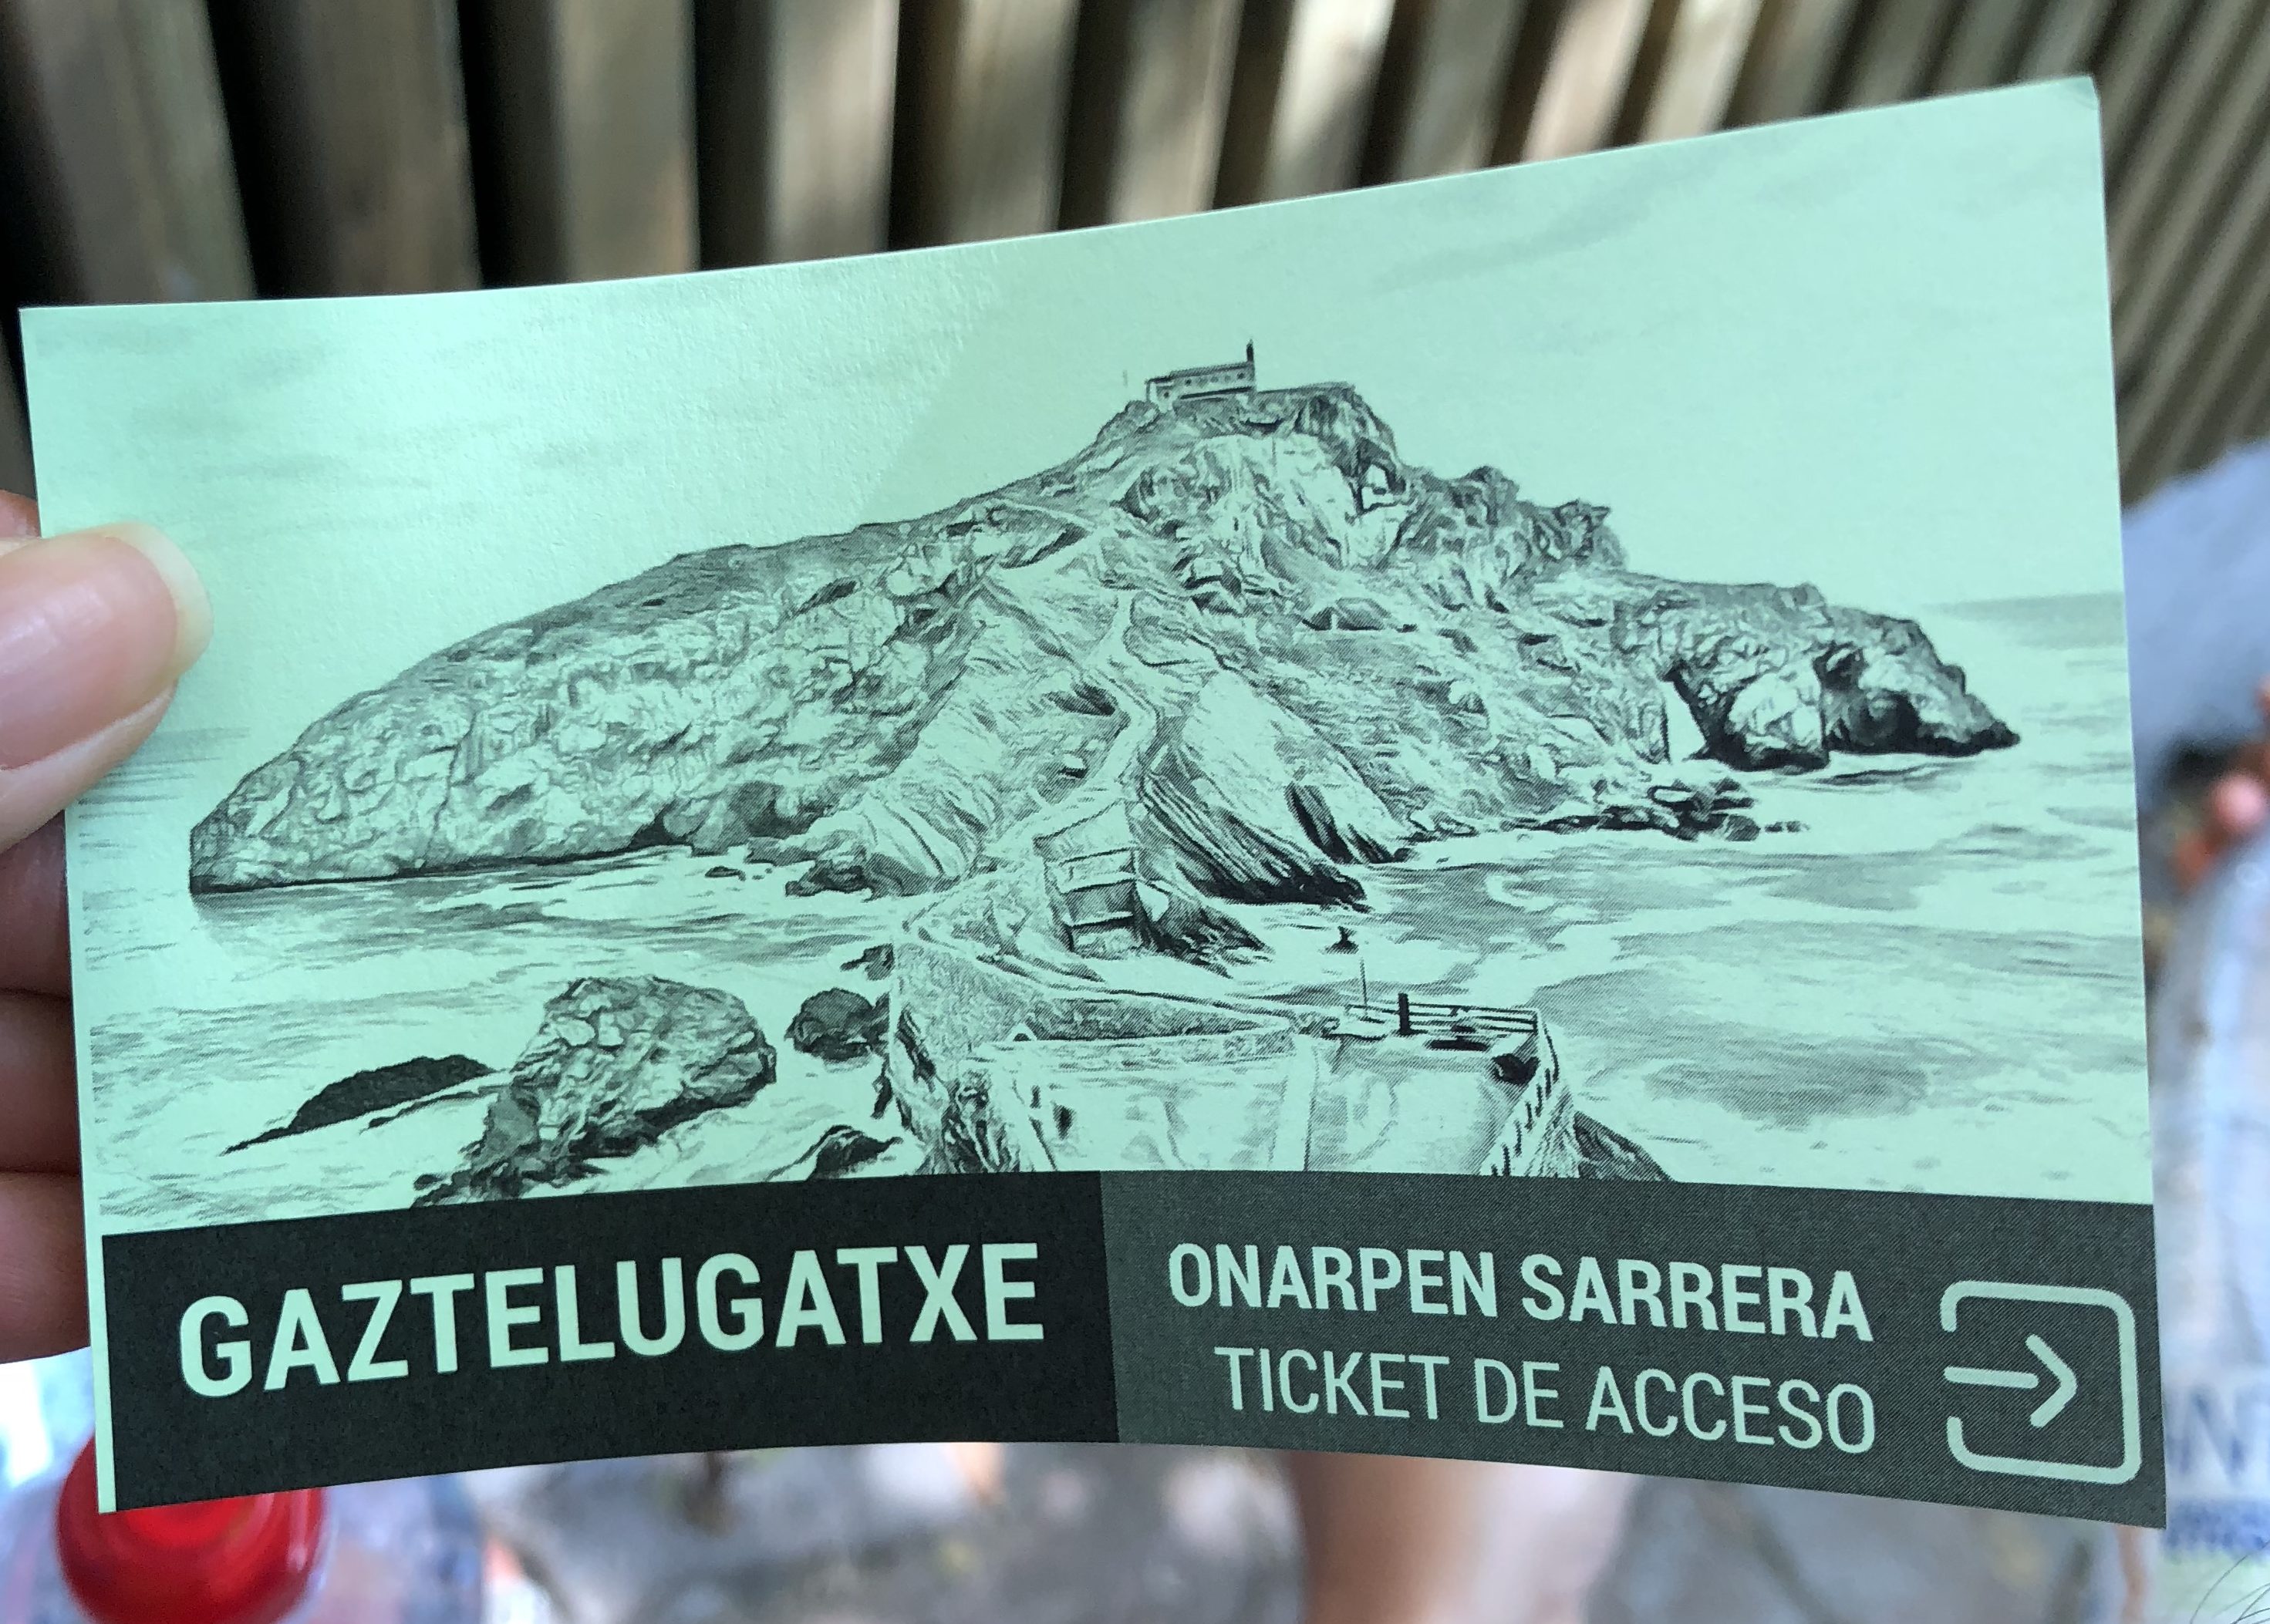 GAZTELUGATXE
ONARPEN SARRERA
TICKET DE ACCESO